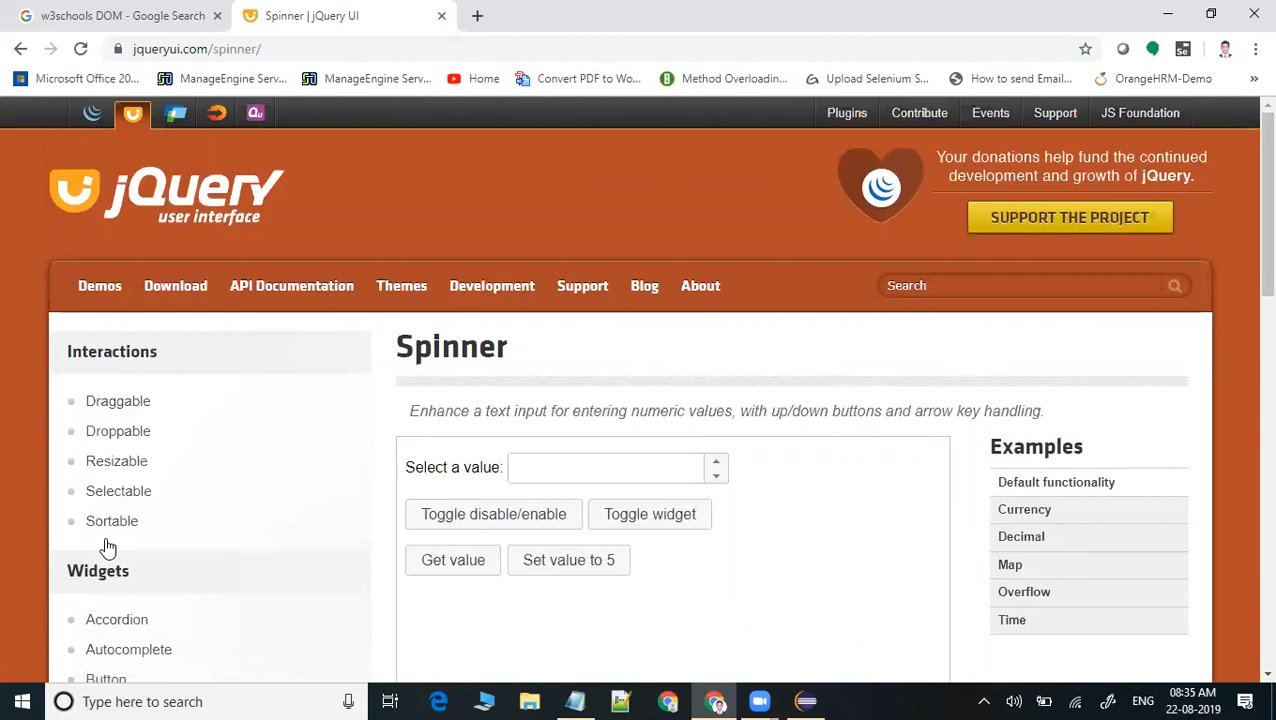 w3schools DOM - Google Search
Spinner | jQuery UI
jqueryui.com/spinner/
Microsoft Office 20...
ManageEngine Serv...
ManageEngine Serv...
Home
Convert PDF to Wo...
Method Overloadin...
Upload Selenium S...
How to send Email...
OrangeHRM-Demo
Plugins
Contribute
Events
Support
JS Foundation
jQuery
user interface
Your donations help fund the continued
development and growth of jQuery.
SUPPORT THE PROJECT
Demos
Download
API Documentation
Themes
Development
Support
Blog
About
Search
Interactions
Draggable
Droppable
Resizable
Selectable
Sortable
Widgets
Accordion
Autocomplete
Button
Spinner
Enhance a text input for entering numeric values, with up/down buttons and arrow key handling.
Select a value:
Toggle disable/enable
Toggle widget
Get value
Set value to 5
Examples
Default functionality
Currency
Decimal
Map
Overflow
Time
Type here to search
ENG
08:35 AM
22-08-2019